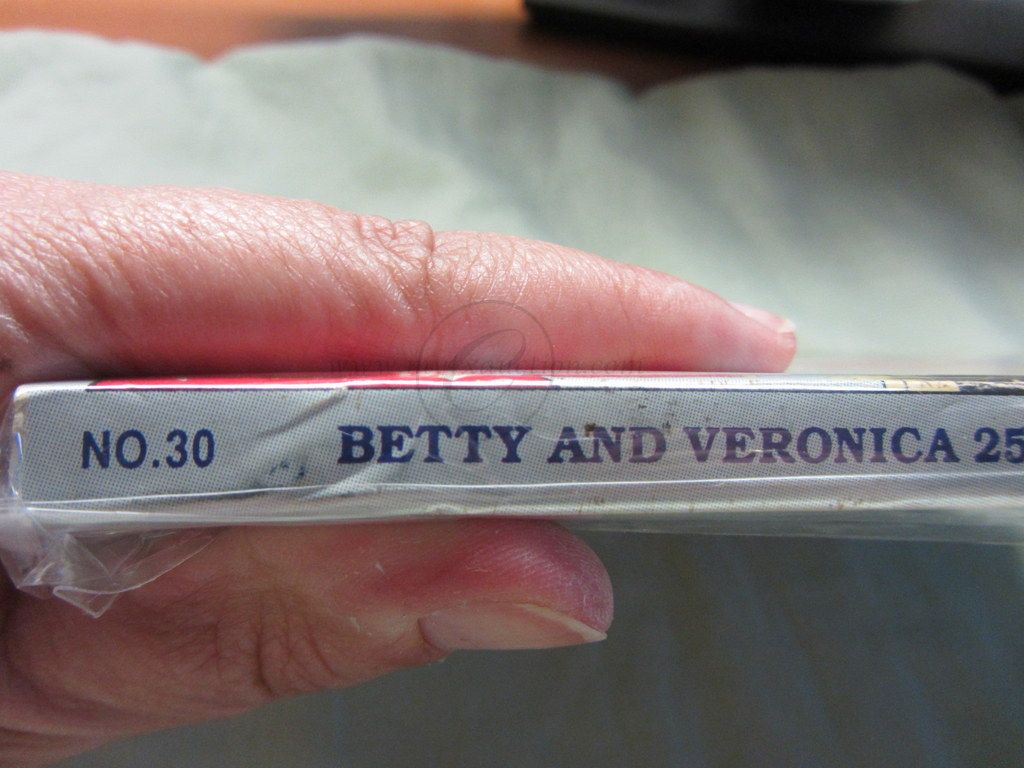 NO.30 BETTY AND VERONICA 25